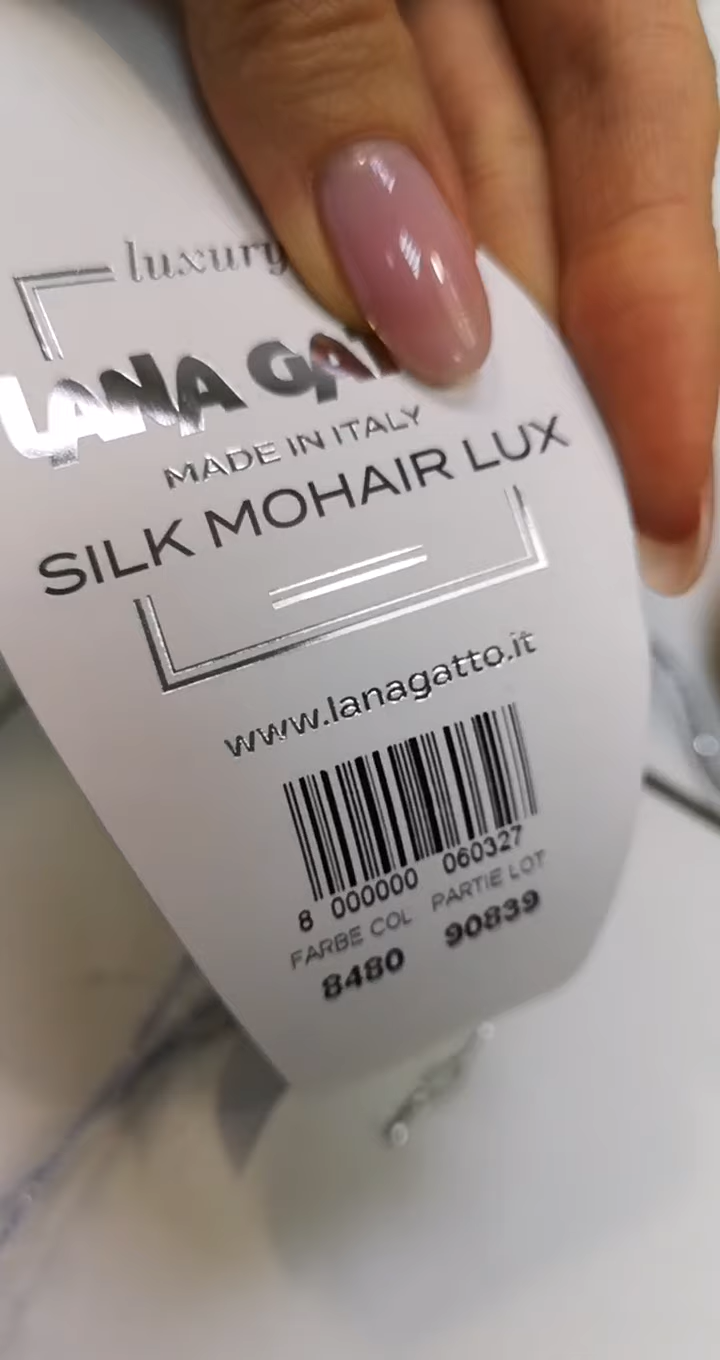 luxury
LANA GAT
MADE IN ITALY
SILK MOHAIR LUX
www.lanagatto.it
8 000000 060327
FARBE COL PARTIE LOT
8480 90839